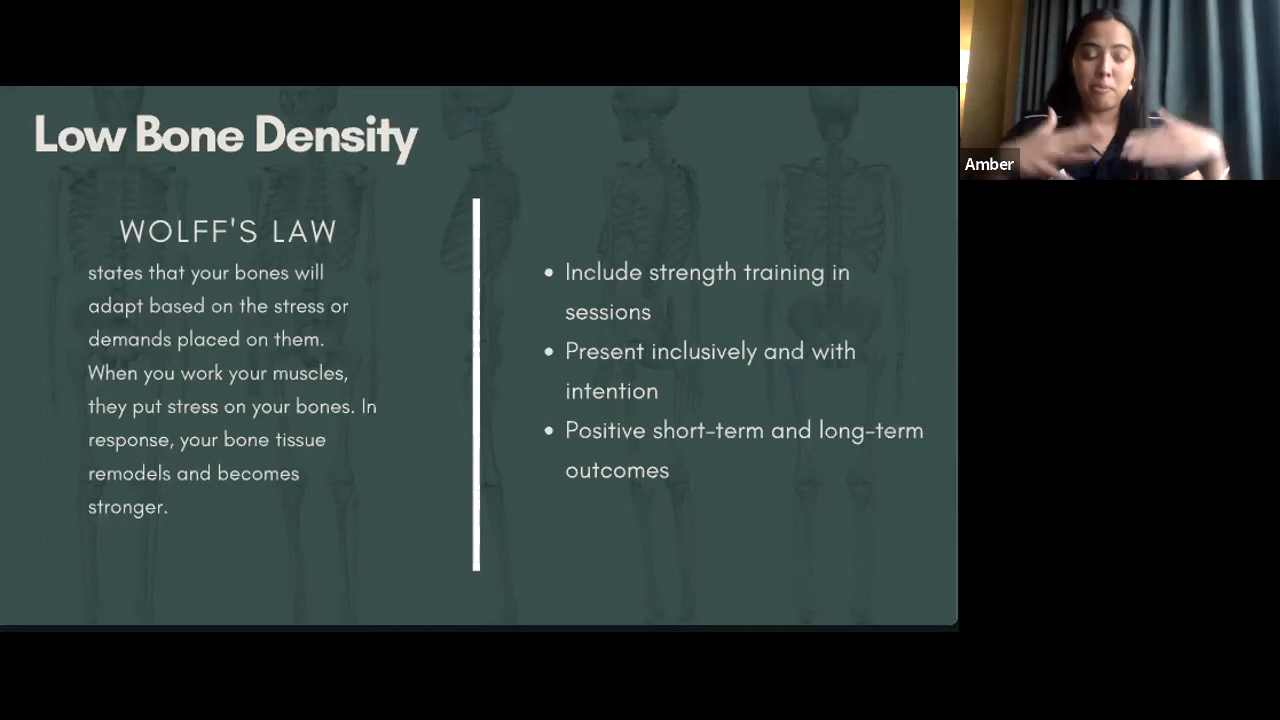 Low Bone Density
WOLFF'S LAW
states that your bones will
adapt based on the stress or
demands placed on them.
When you work your muscles,
they put stress on your bones. In
response, your bone tissue
remodels and becomes
stronger.
• Include strength training in
sessions
• Present inclusively and with
intention
• Positive short-term and long-term
outcomes
Amber